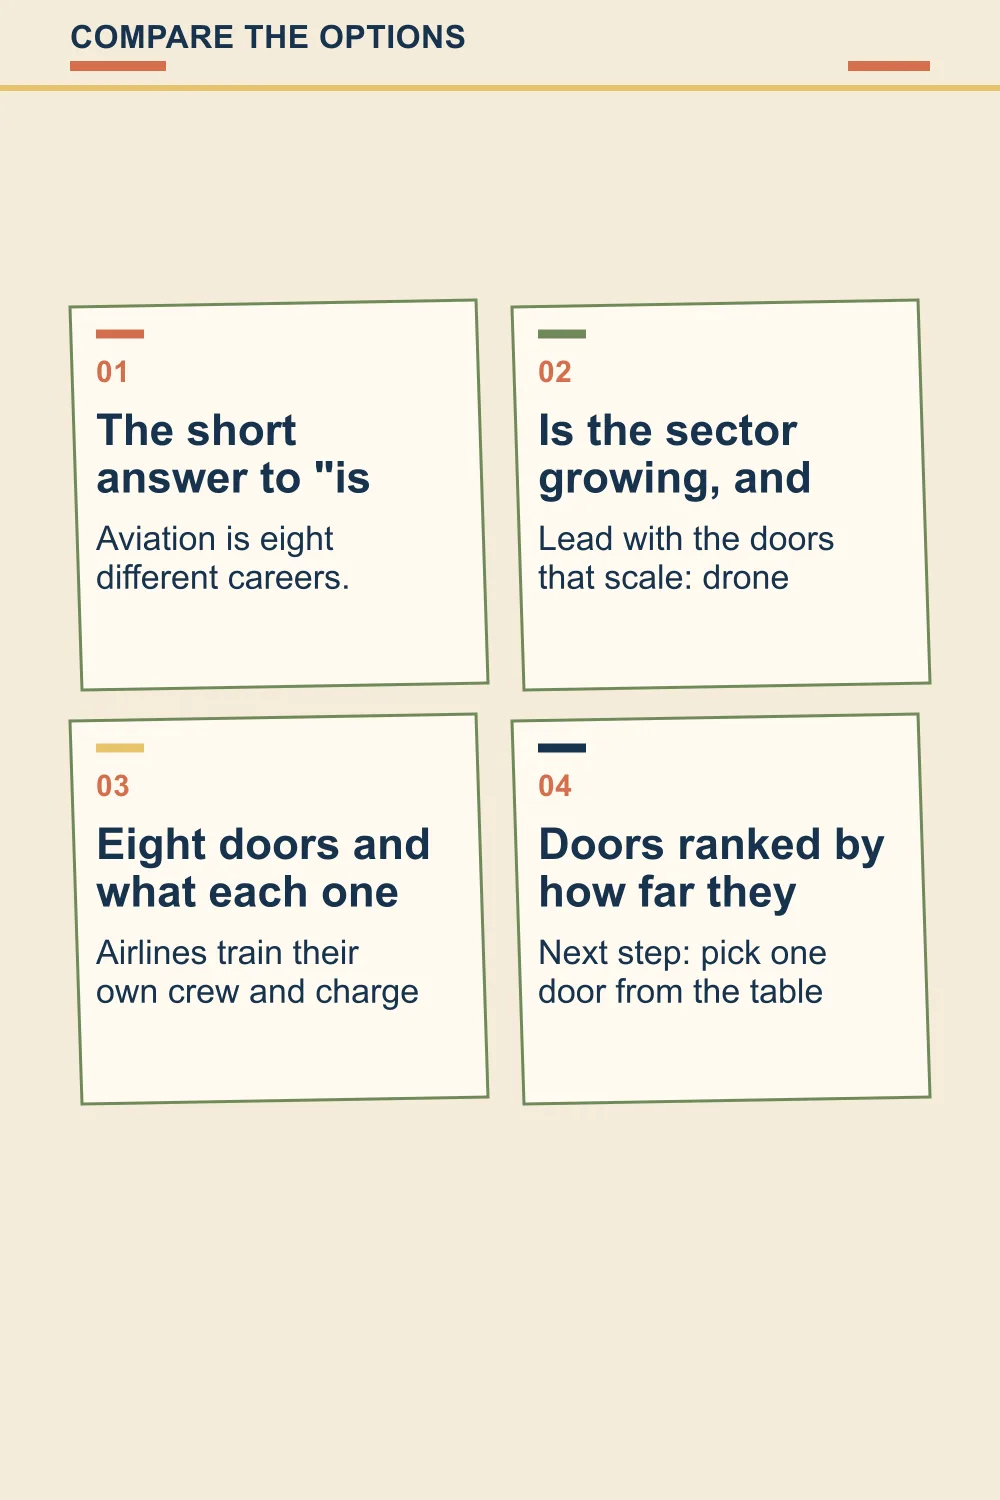 COMPARE THE OPTIONS
01
The short
answer to "is
Aviation is eight
different careers.
02
Is the sector
growing, and
Lead with the doors
that scale: drone
03
Eight doors and
what each one
Airlines train their
own crew and charge
04
Doors ranked by
how far they
Next step: pick one
door from the table